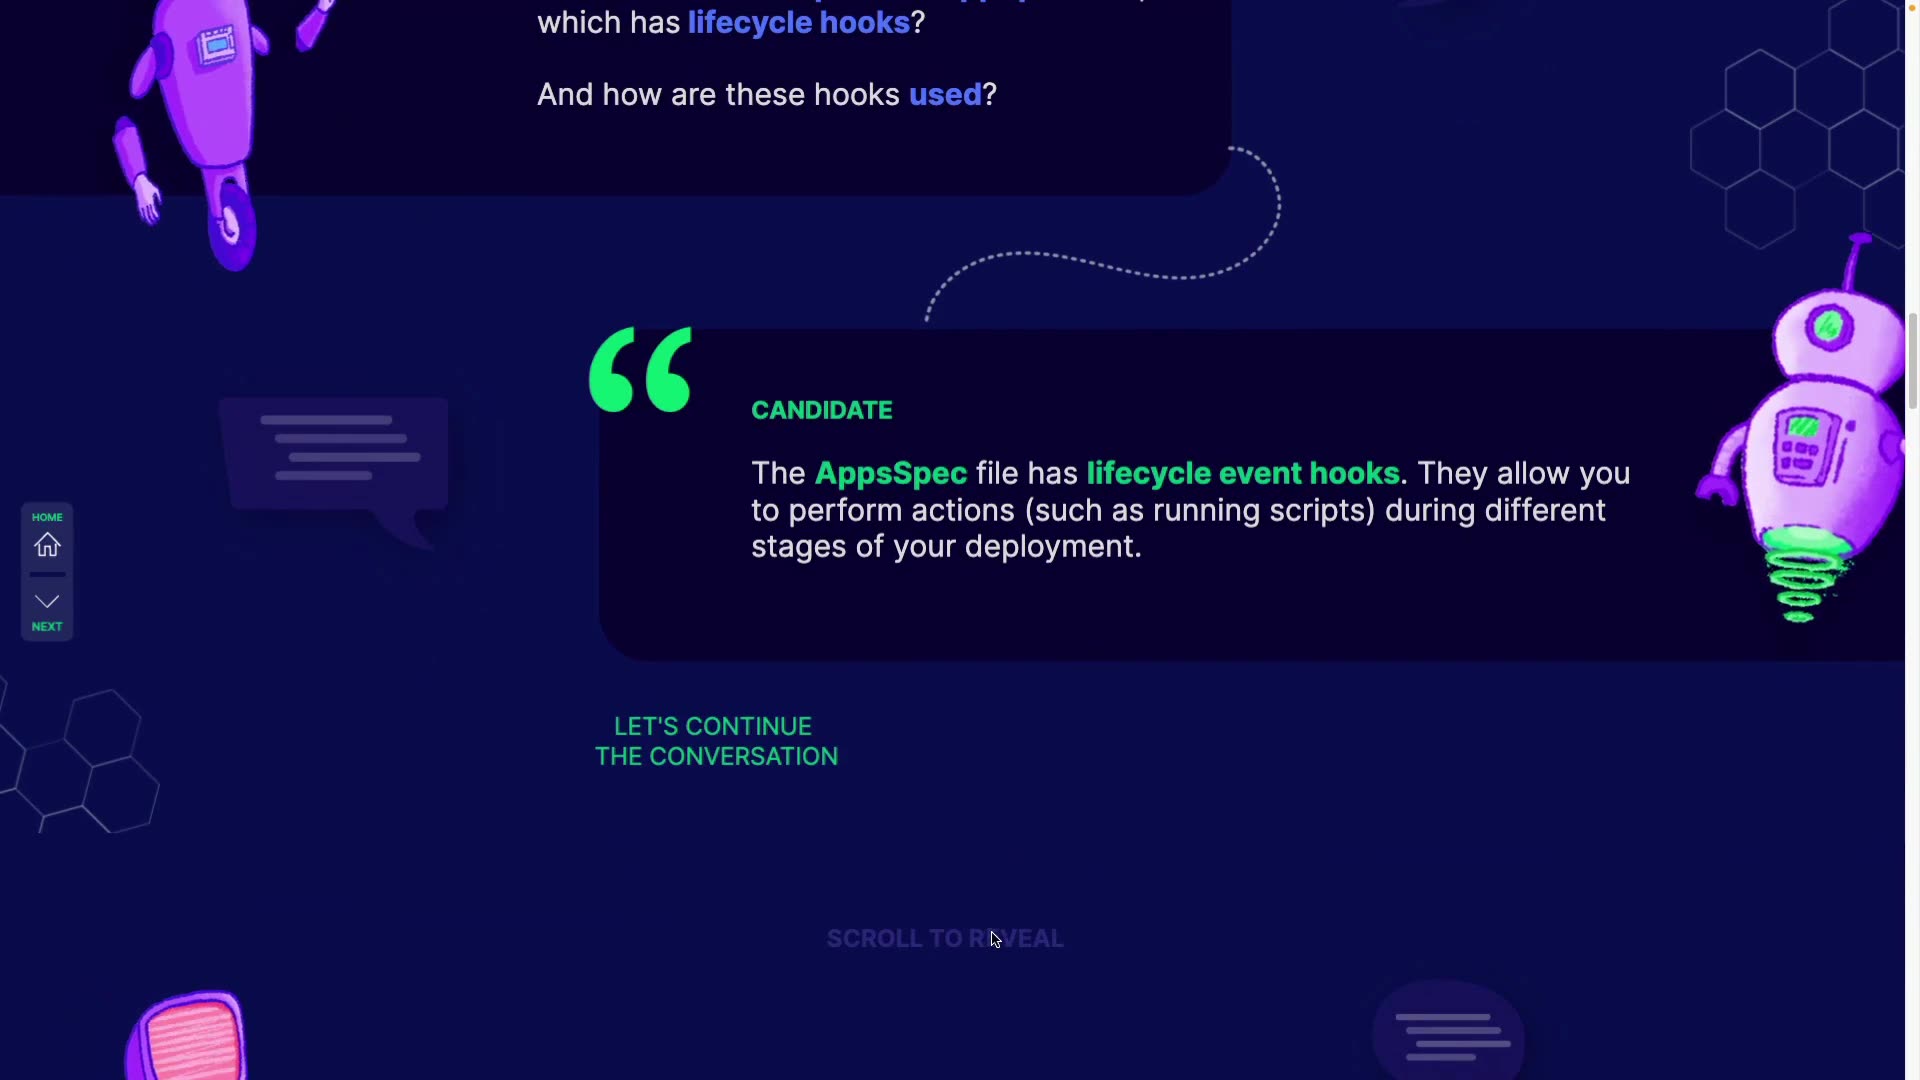 which has lifecycle hooks?
And how are these hooks used?
CANDIDATE
The AppsSpec file has lifecycle event hooks. They allow you
to perform actions (such as running scripts) during different
stages of your deployment.
HOME
NEXT
LET'S CONTINUE
THE CONVERSATION
SCROLL TO REVEAL